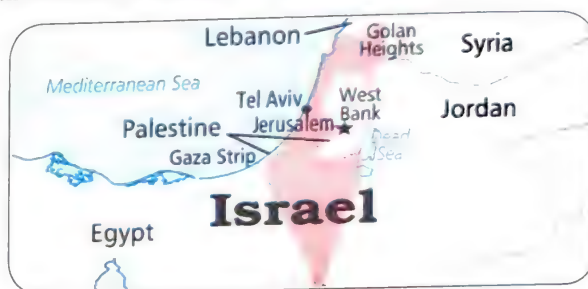 Lebanon
Golan
Heights
Syria
Mediterranean Sea
Tel Aviv
West
Bank
Jordan
Palestine
Jerusalem
Dead
Sea
Gaza Strip
Israel
Egypt